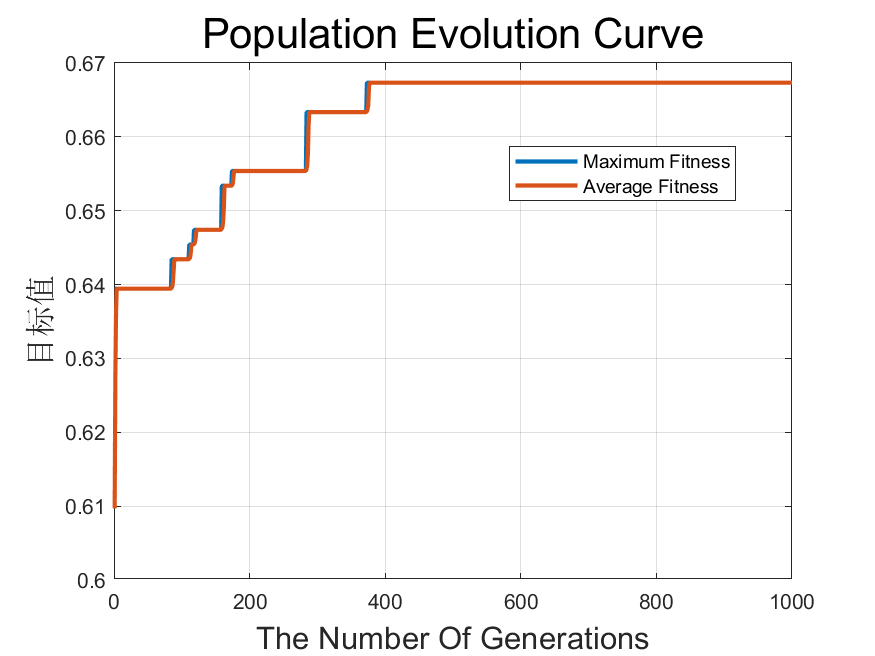 Population Evolution Curve
0.67
0.66
0.65
0.64
0.63
0.62
0.61
0.6
目标值
Maximum Fitness
Average Fitness
0 200 400 600 800 1000
The Number Of Generations